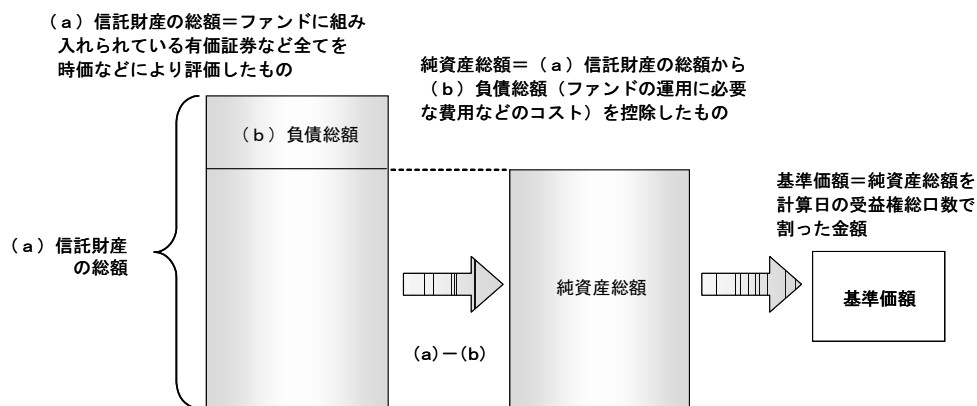 (a)信託財産の総額=ファンドに組み
入れられている有価証券など全てを
時価などにより評価したもの
純資産総額=(a)信託財産の総額から
(b)負債総額(ファンドの運用に必要
な費用などのコスト)を控除したもの
(b)負債総額
基準価額=純資産総額を
計算日の受益権総口数で
割った金額
(a)信託財産
の総額
純資産総額
基準価額
(a)-(b)